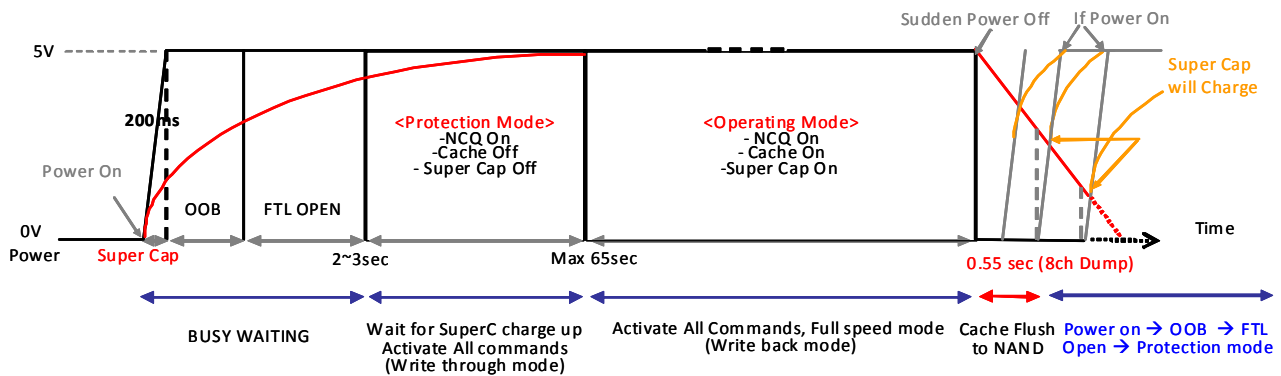 Sudden Power Off
If Power On
5V
Super Cap
will Charge
200ms
<Protection Mode>
-NCQ On
-Cache Off
- Super Cap Off
<Operating Mode>
- NCQ On
- Cache On
-Super Cap On
Power On
OOB
FTL OPEN
0V
Power
Super Cap
2~3sec
Max 65sec
0.55 sec (8ch Dump)
Time
BUSY WAITING
Wait for SuperC charge up
Activate All commands
(Write through mode)
Activate All Commands, Full speed mode
(Write back mode)
Cache Flush
to NAND
Power on → OOB → FTL
Open → Protection mode